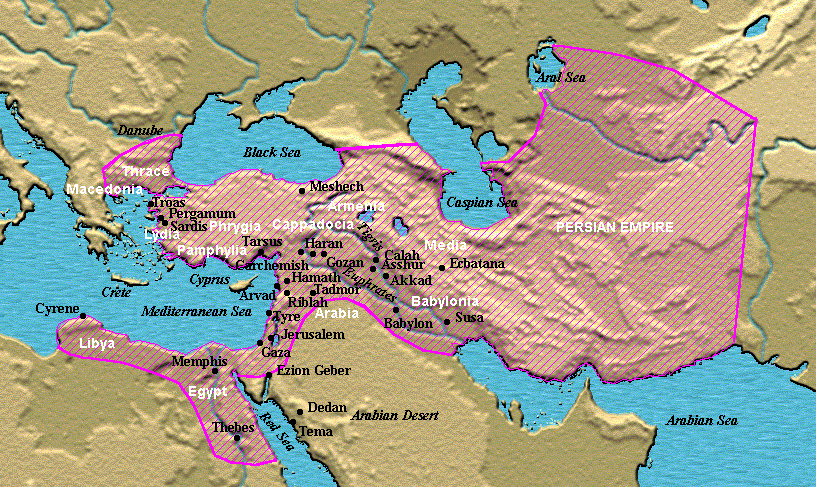 Aral Sea
Danube
Black Sea
Thrace
Macedonia
Meshech
Troas
Pergamum
Sardis
Lydia
Phrygia
Cappadocia
Armenia
Caspian Sea
PERSIAN EMPIRE
Pamphylia
Tarsus
Haran
Tigris
Media
Carchemish
Gozan
Calah
Asshur
Ecbatana
Crete
Cyprus
Hamath
Akkad
Arvad
Tadmor
Euphrates
Riblah
Babylonia
Cyrene
Mediterranean Sea
Tyre
Arabia
Babylon
Susa
Libya
Jerusalem
Gaza
Memphis
Ezion Geber
Egypt
Dedan
Arabian Desert
Arabian Sea
Thebes
Red Sea
Tema